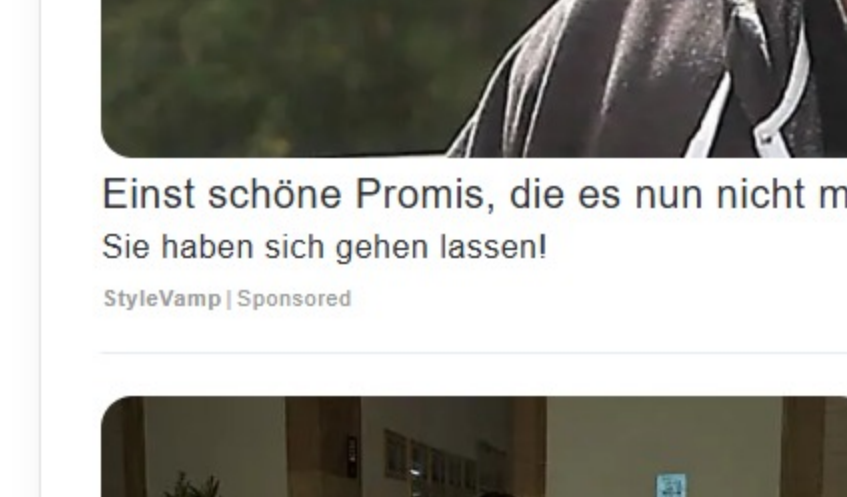 Einst schöne Promis, die es nun nicht
Sie haben sich gehen lassen!
StyleVamp | Sponsored